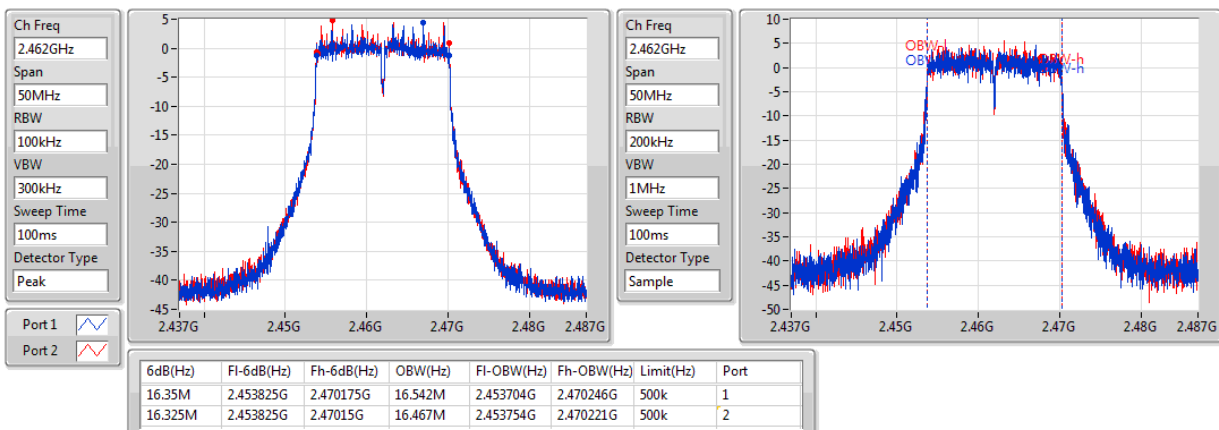 Ch Freq
2.462GHz
Span
50MHz
RBW
100kHz
VBW
300kHz
Sweep Time
100ms
Detector Type
Peak
Port 1
Port 2
5
0
-5
-10
-15
-20
-25
-30
-35
-40
-45
2.437G 2.45G 2.46G 2.47G 2.48G 2.487G
Ch Freq
2.462GHz
Span
50MHz
RBW
200kHz
VBW
1MHz
Sweep Time
100ms
Detector Type
Sample
10
5
0
-5
-10
-15
-20
-25
-30
-35
-40
-45
-50
2.437G 2.45G 2.46G 2.47G 2.48G 2.487G
6dB(Hz) Fl-6dB(Hz) Fh-6dB(Hz) OBW(Hz) Fl-OBW(Hz) Fh-OBW(Hz) Limit(Hz) Port
16.35M 2.453825G 2.470175G 16.542M 2.453704G 2.470246G 500k 1
16.325M 2.453825G 2.47015G 16.467M 2.453754G 2.470221G 500k 2